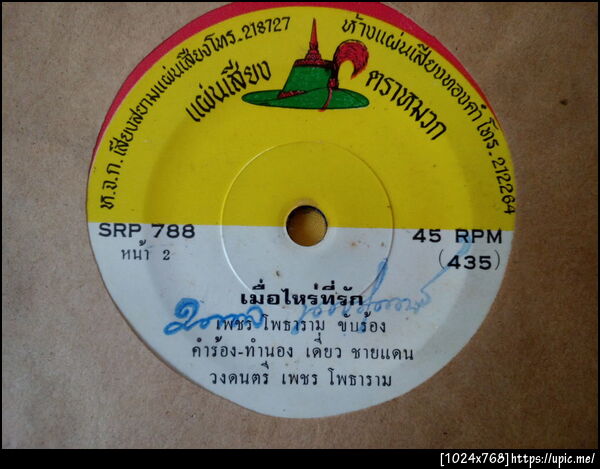 ห.จ.ก. เสียงสยามแผ่นเสียงโทร. 218727
ห้างแผ่นเสียงทองคำ โทร. 212264
แผ่นเสียง
ตราหมวก
SRP 788
45 RPM
หน้า 2
(435)
เมื่อไหร่ที่รัก
เพชร โพธาราม ขับร้อง
คำร้อง-ทำนอง เดี่ยว ชายแดน
วงดนตรี เพชร โพธาราม
[1024x768]https://upic.me/